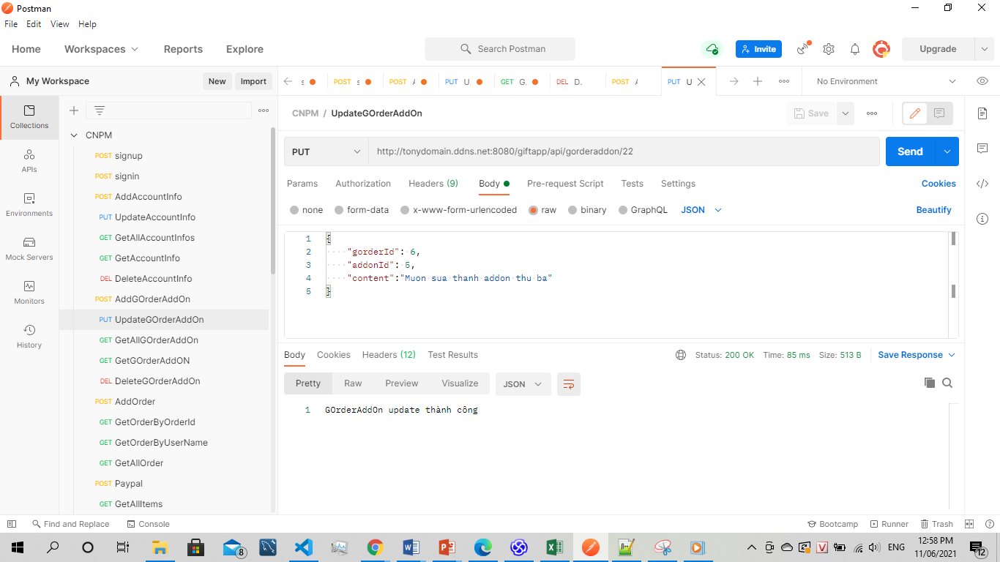 Postman
File Edit View Help
Home Workspaces Reports Explore Search Postman Invite Upgrade
My Workspace New Import
s POST s POST A PUT U. GET G. DEL D. POST A PUT U No Environment
Collections
APIs
Environments
Mock Servers
Monitors
History
CNPM
POST signup
POST signin
POST AddAccountInfo
PUT UpdateAccountInfo
GET GetAllAccountInfos
GET GetAccountInfo
DEL DeleteAccountInfo
POST AddGOrderAddOn
PUT UpdateGOrderAddOn
GET GetAllGOrderAddOn
GET GetGOrderAddON
DEL DeleteGOrderAddOn
POST AddOrder
GET GetOrderByOrderId
GET GetOrderByUserName
GET GetAllOrder
POST Paypal
GET GetAllItems
CNPM / UpdateGOrderAddOn Save
PUT http://tonydomain.ddns.net:8080/giftapp/api/gorderaddon/22 Send
Params Authorization Headers (9) Body Pre-request Script Tests Settings Cookies
none form-data x-www-form-urlencoded raw binary GraphQL JSON Beautify
1 {
2 "gorderId": 6,
3 "addonId": 5,
4 "content":"Muon sua thanh addon thu ba"
5 }
Body Cookies Headers (12) Test Results Status: 200 OK Time: 85 ms Size: 513 B Save Response
Pretty Raw Preview Visualize JSON
1 GOrderAddOn update thành công
Find and Replace Console Bootcamp Runner Trash
8 ENG 12:58 PM
11/06/2021 12